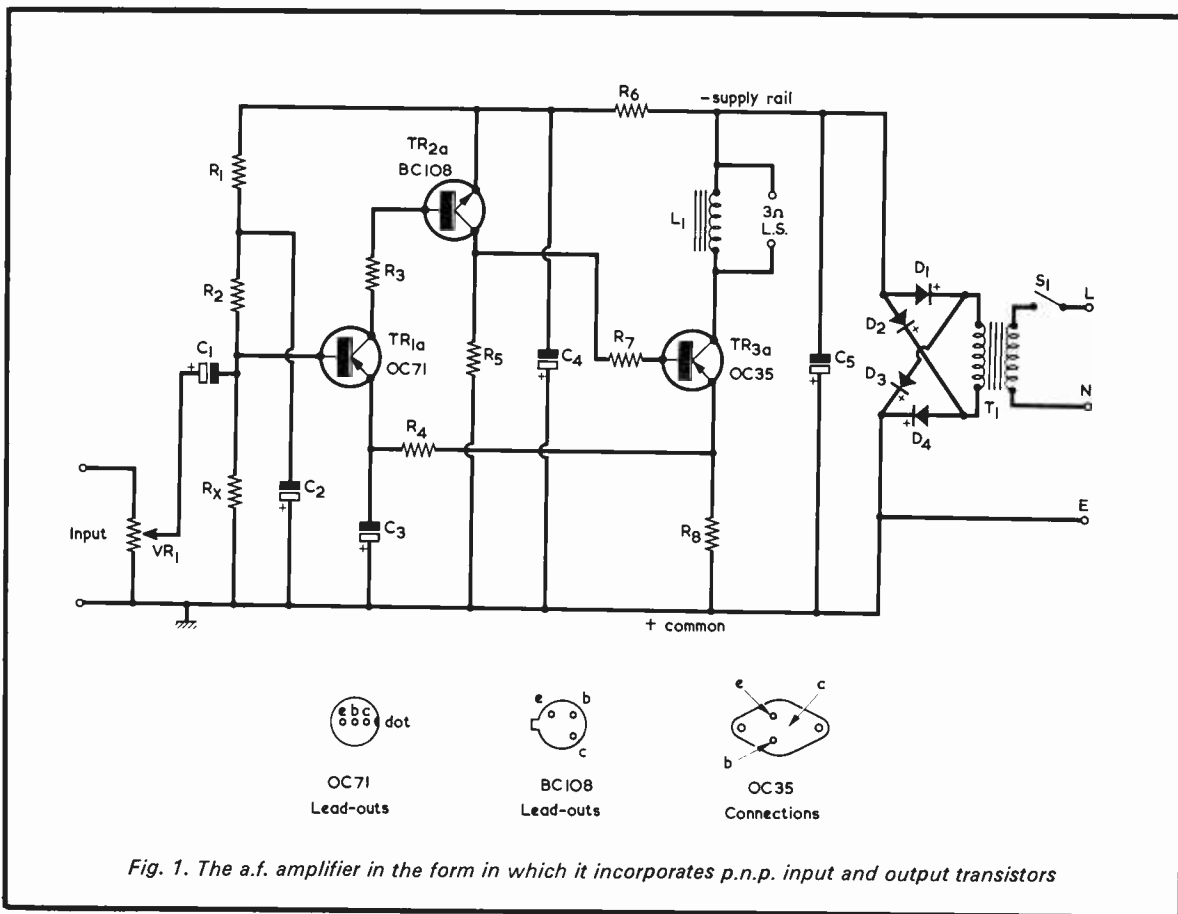 R6
- supply rail
TR2a
BC108
R1
L1
3Ω
L.S.
R3
D1
+
S1
L
R2
D2
+
C1
+
TR1a
OC71
R5
C4
+
R7
TR3a
OC35
C5
+
D3
+
T1
N
+
D4
R4
RX
C2
+
Input
VR1
C3
+
R8
E
+ common
e b c
dot
e
b
c
e
c
b
OC71
Lead-outs
BC108
Lead-outs
OC35
Connections
Fig. 1. The a.f. amplifier in the form in which it incorporates p.n.p. input and output transistors